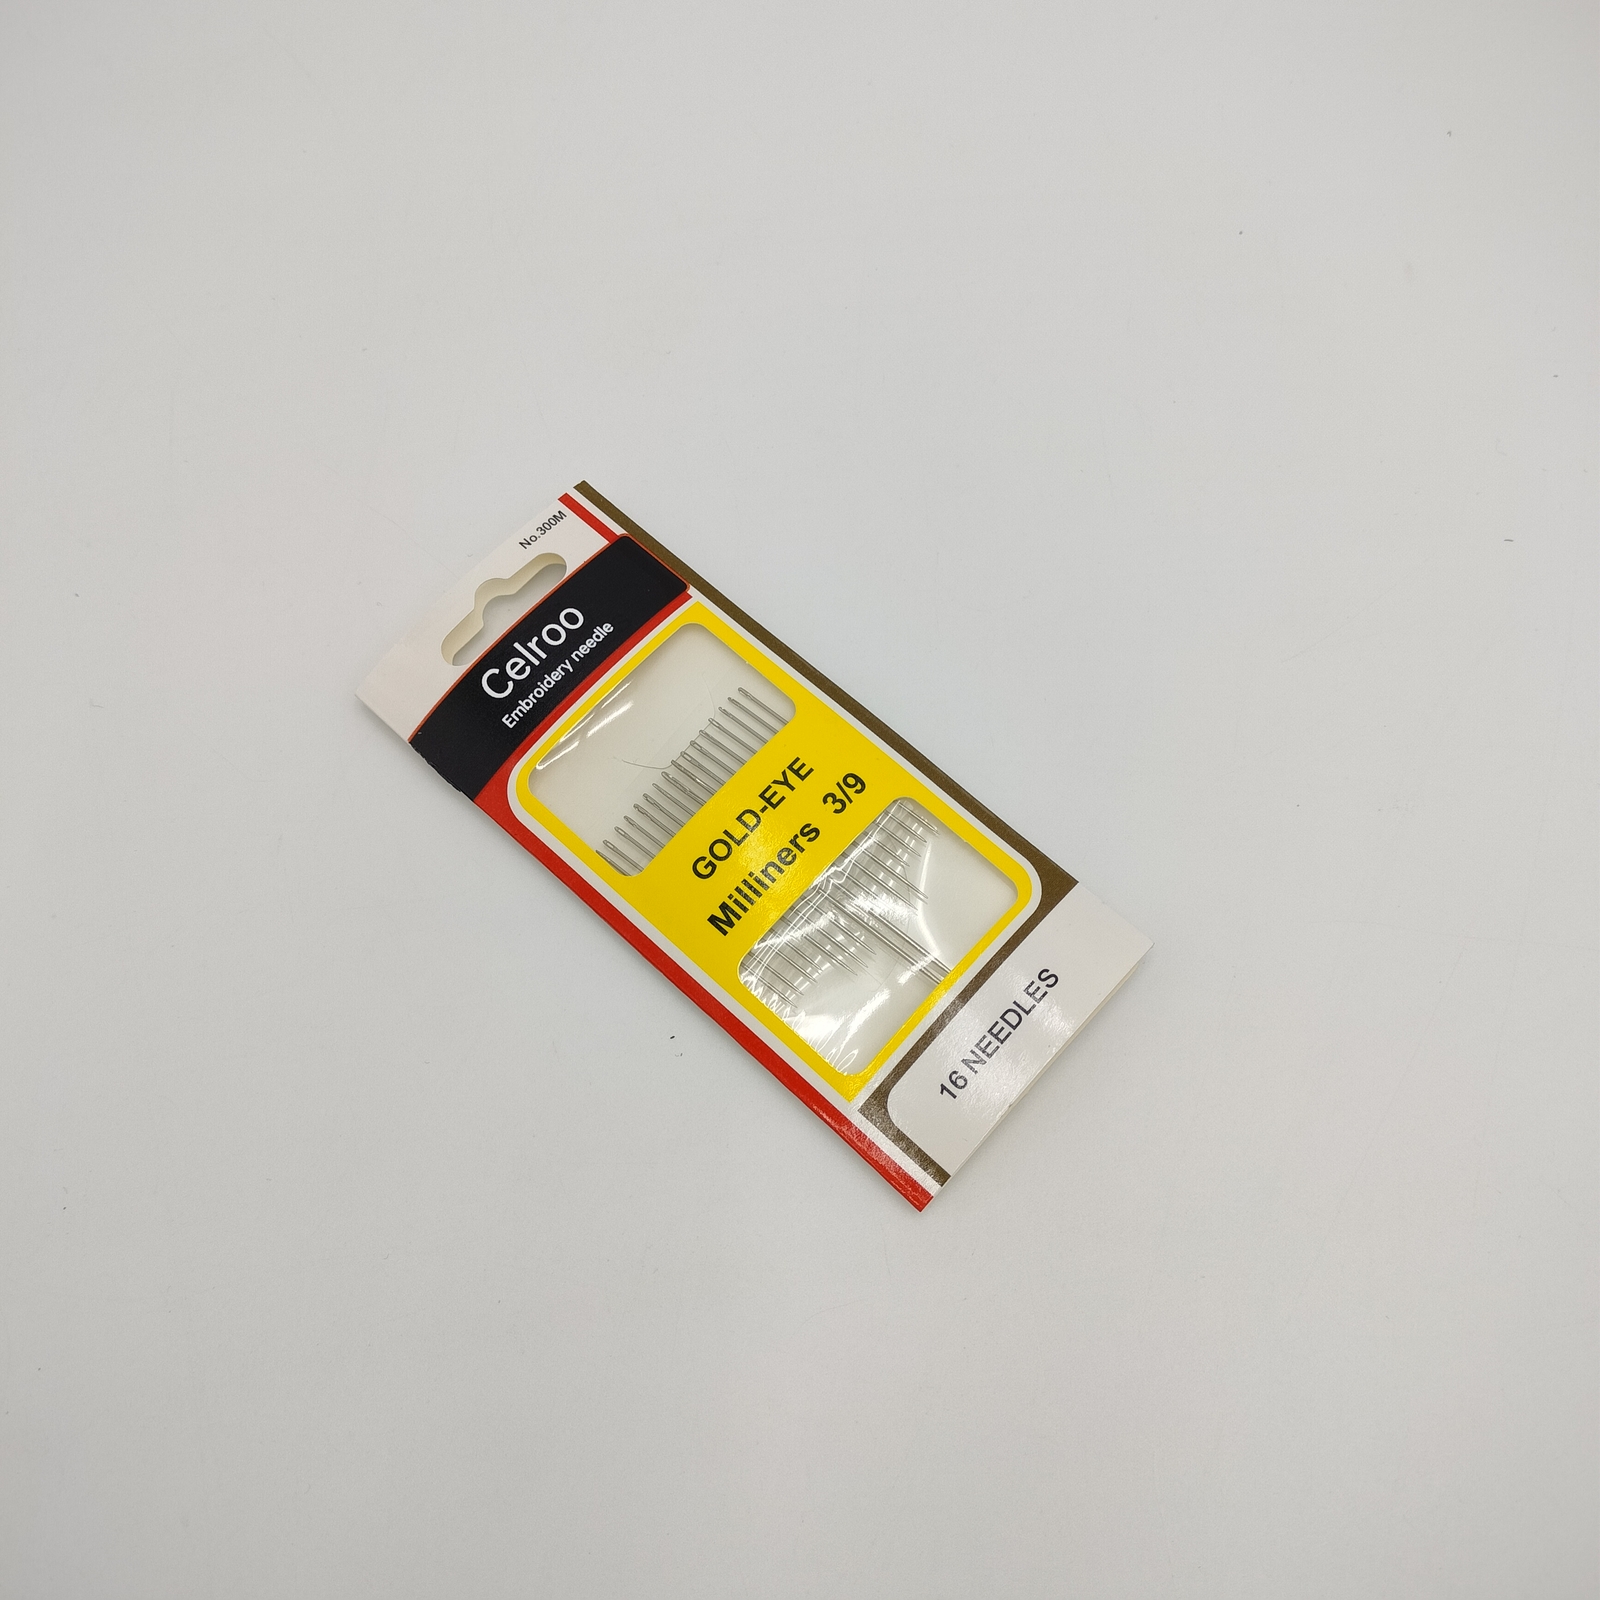 No.300M
Celroo
Embroidery needle
GOLD-EYE
Milliners 3/9
16 NEEDLES